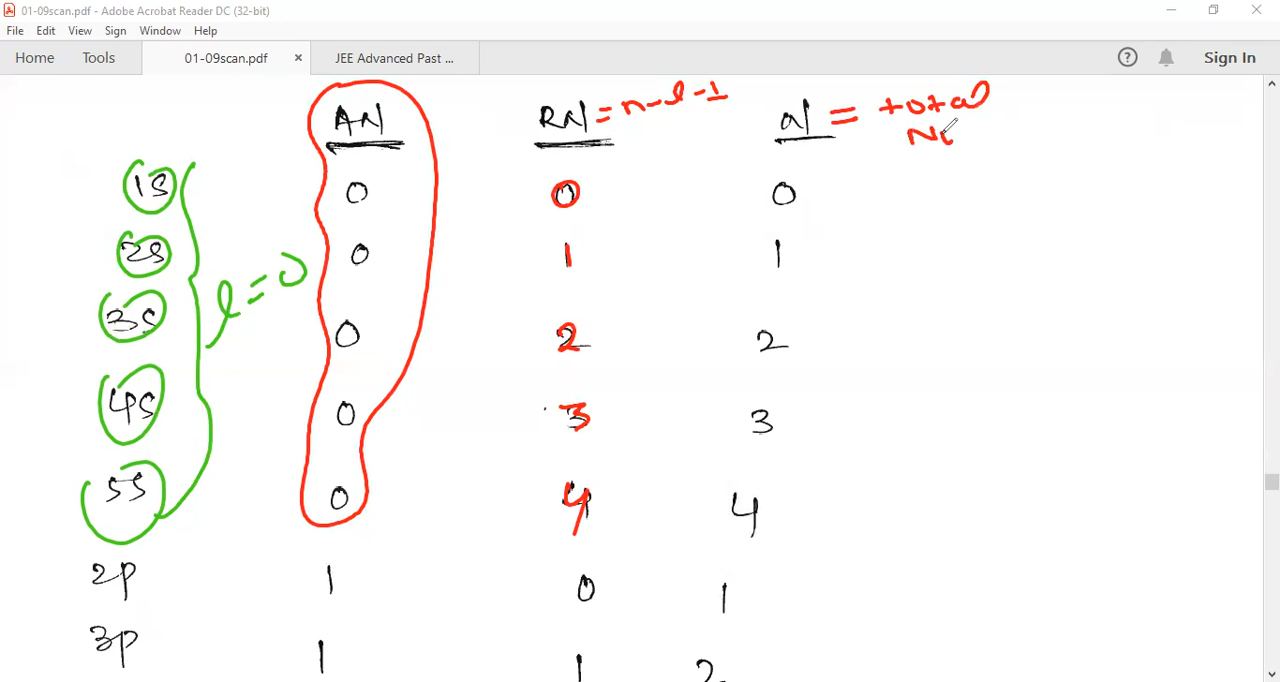 01-09scan.pdf - Adobe Acrobat Reader DC (32-bit)
File Edit View Sign Window Help
Home Tools 01-09scan.pdf × JEE Advanced Past ... Sign In
AN RN = n-l-1 = total
1s 0 0 0
2s 0 1 1
l = 0
3s 0 2 2
4s 0 3 3
5s 0 4 4
2p 1 0 1
3p 1 1 2